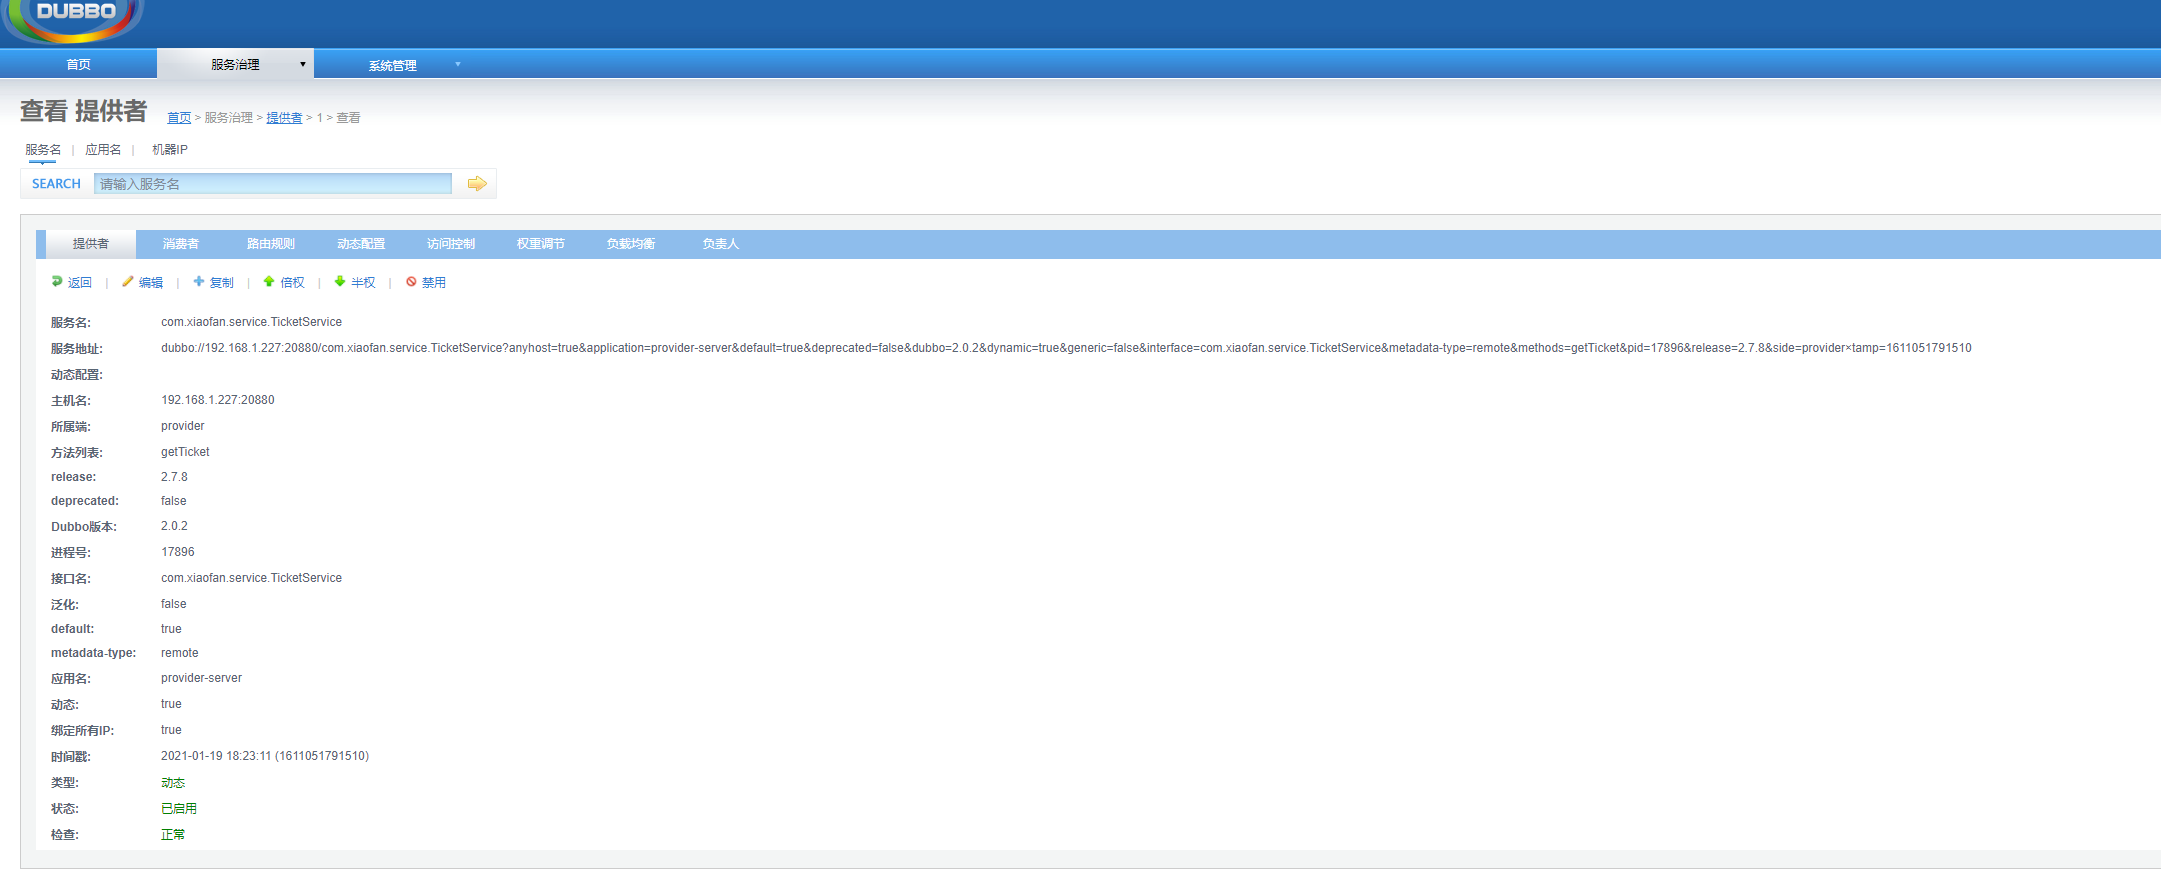 DUBBO
首页 服务治理 系统管理
查看 提供者 首页 > 服务治理 > 提供者 > 1 > 查看
服务名 | 应用名 | 机器IP
SEARCH 请输入服务名
提供者 消费者 路由规则 动态配置 访问控制 权重调节 负载均衡 负责人
返回 | 编辑 | 复制 | 倍权 | 半权 | 禁用
服务名: com.xiaofan.service.TicketService
服务地址: dubbo://192.168.1.227:20880/com.xiaofan.service.TicketService?anyhost=true&application=provider-server&default=true&deprecated=false&dubbo=2.0.2&dynamic=true&generic=false&interface=com.xiaofan.service.TicketService&metadata-type=remote&methods=getTicket&pid=17896&release=2.7.8&side=provider×tamp=1611051791510
动态配置:
主机名: 192.168.1.227:20880
所属端: provider
方法列表: getTicket
release: 2.7.8
deprecated: false
Dubbo版本: 2.0.2
进程号: 17896
接口名: com.xiaofan.service.TicketService
泛化: false
default: true
metadata-type: remote
应用名: provider-server
动态: true
绑定所有IP: true
时间戳: 2021-01-19 18:23:11 (1611051791510)
类型: 动态
状态: 已启用
检查: 正常